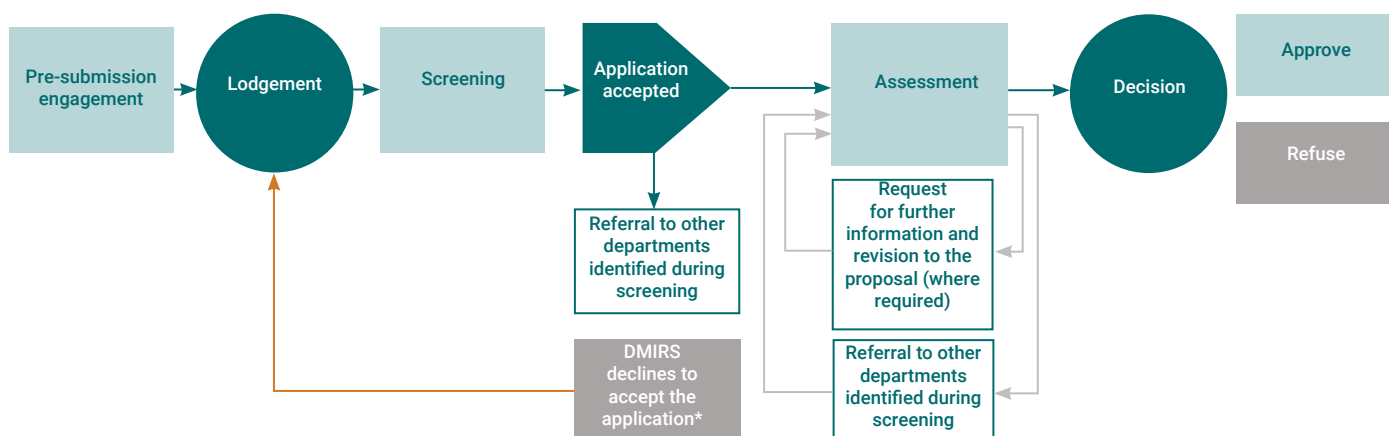 Pre-submission
engagement
Lodgement
Screening
Application
accepted
Assessment
Decision
Approve
Refuse
Referral to other
departments
identified during
screening
Request
for further
information and
revision to the
proposal (where
required)
DMIRS
declines to
accept the
application*
Referral to other
departments
identified during
screening